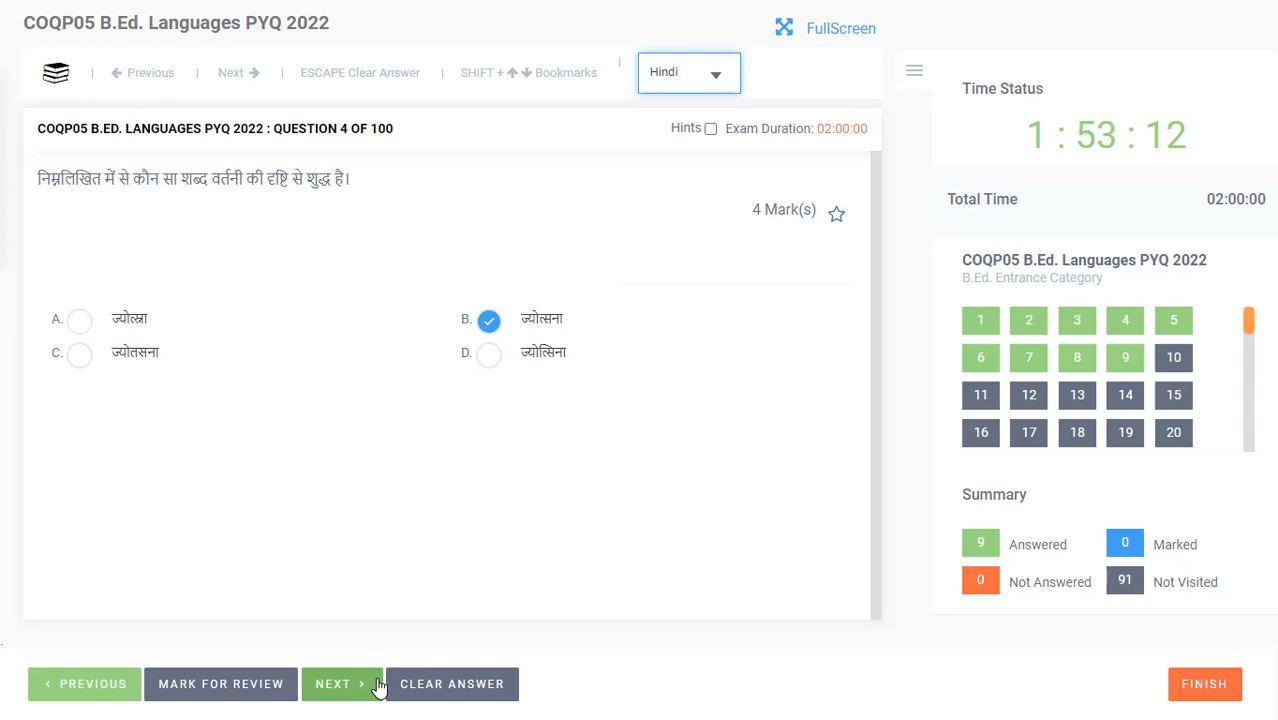 COQP05 B.Ed. Languages PYQ 2022
FullScreen
| Previous | Next | ESCAPE Clear Answer | SHIFT + Bookmarks | Hindi
Time Status
1 : 53 : 12
COQP05 B.ED. LANGUAGES PYQ 2022 : QUESTION 4 OF 100
Hints Exam Duration: 02:00:00
निम्नलिखित में से कौन सा शब्द वर्तनी की दृष्टि से शुद्ध है।
4 Mark(s)
Total Time 02:00:00
COQP05 B.Ed. Languages PYQ 2022
B.Ed. Entrance Category
A. ज्योत्स्ना
B. ज्योत्सना
C. ज्योतसना
D. ज्योत्सिना
1 2 3 4 5
6 7 8 9 10
11 12 13 14 15
16 17 18 19 20
Summary
9 Answered 0 Marked
0 Not Answered 91 Not Visited
‹ PREVIOUS MARK FOR REVIEW NEXT › CLEAR ANSWER FINISH